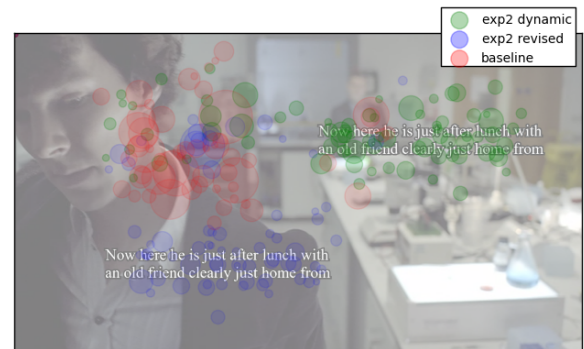 exp2 dynamic
exp2 revised
baseline
Now here he is just after lunch with
an old friend clearly just home from
Now here he is just after lunch with
an old friend clearly just home from